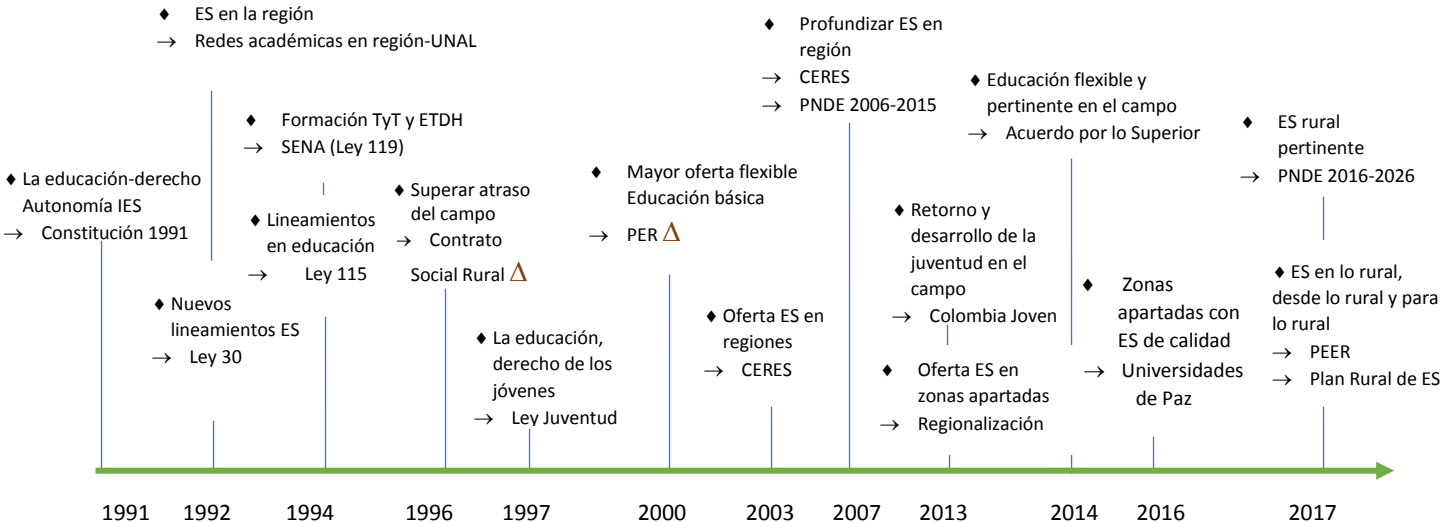 ♦ ES en la región
→ Redes académicas en región-UNAL
♦ Profundizar ES en
región
→ CERES
→ PNDE 2006-2015
♦ Educación flexible y
pertinente en el campo
→ Acuerdo por lo Superior
♦ Formación TyT y ETDH
→ SENA (Ley 119)
♦ ES rural
pertinente
→ PNDE 2016-2026
♦ La educación-derecho
Autonomía IES
→ Constitución 1991
♦ Superar atraso
del campo
→ Contrato
Social Rural Δ
♦ Mayor oferta flexible
Educación básica
→ PER Δ
♦ Lineamientos
en educación
→ Ley 115
♦ Retorno y
desarrollo de la
juventud en el
campo
→ Colombia Joven
♦ Nuevos
lineamientos ES
→ Ley 30
♦ La educación,
derecho de los
jóvenes
→ Ley Juventud
♦ Oferta ES en
regiones
→ CERES
♦ Oferta ES en
zonas apartadas
→ Regionalización
♦ Zonas
apartadas con
ES de calidad
→ Universidades
de Paz
♦ ES en lo rural,
desde lo rural y para
lo rural
→ PEER
→ Plan Rural de ES
1991 1992 1994 1996 1997 2000 2003 2007 2013 2014 2016 2017